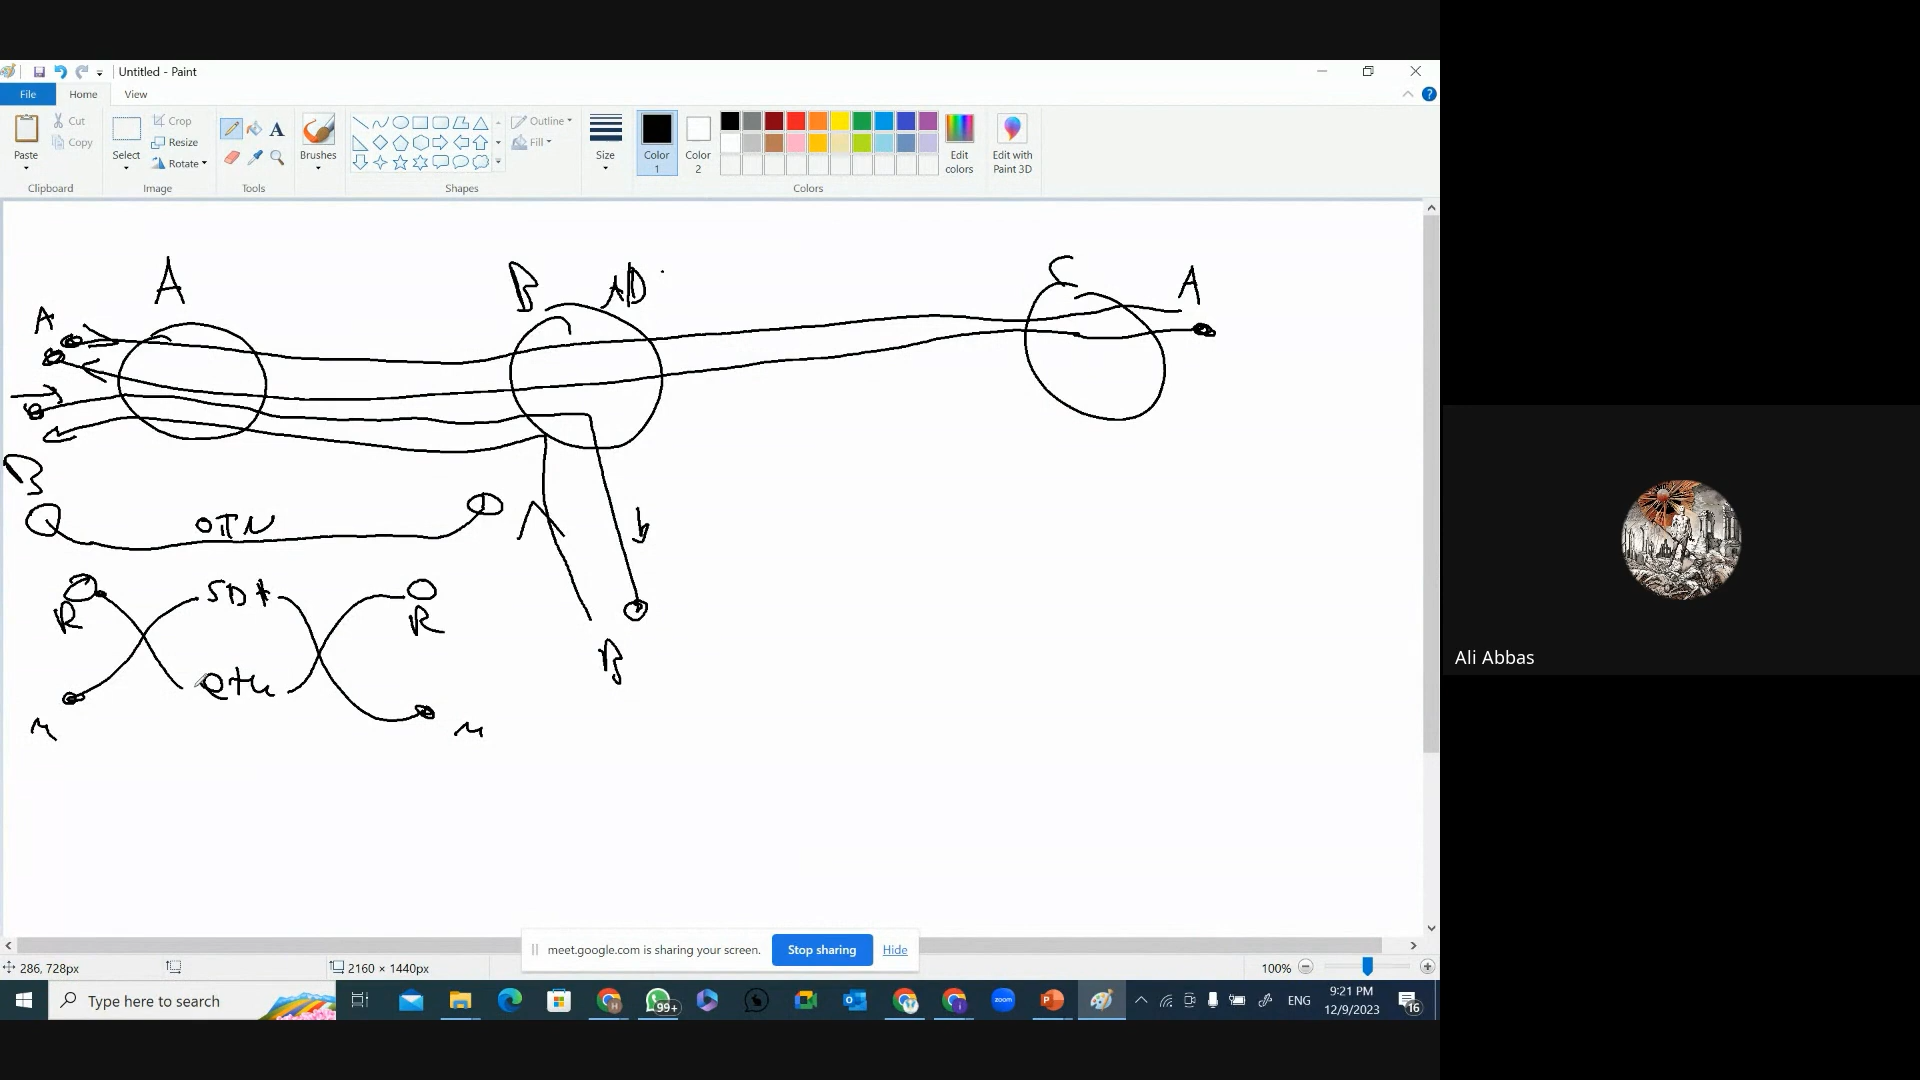 Untitled - Paint
File Home View
Paste Cut Copy Clipboard
Select Crop Resize Rotate Image
Tools
Brushes
Shapes
Outline Fill
Size
Color 1
Color 2
Colors
Edit colors
Edit with Paint 3D
A B AD C A
A
B
OTN
SDH
R R
B
OTN
M M
Ali Abbas
meet.google.com is sharing your screen. Stop sharing Hide
286, 728px 2160 × 1440px 100%
Type here to search
99+
zoom
ENG
9:21 PM
12/9/2023
16